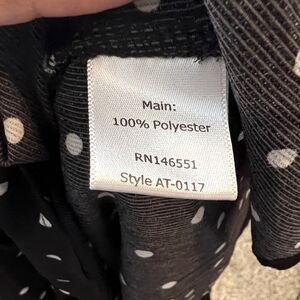 Main:
100% Polyester
RN146551
Style AT-0117